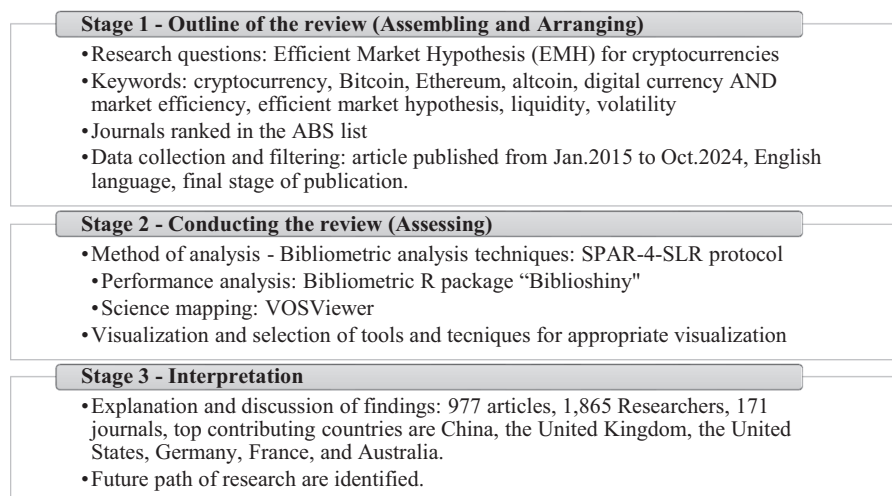 Stage 1 - Outline of the review (Assembling and Arranging)
•Research questions: Efficient Market Hypothesis (EMH) for cryptocurrencies
•Keywords: cryptocurrency, Bitcoin, Ethereum, altcoin, digital currency AND
market efficiency, efficient market hypothesis, liquidity, volatility
•Journals ranked in the ABS list
•Data collection and filtering: article published from Jan.2015 to Oct.2024, English
language, final stage of publication.
Stage 2 - Conducting the review (Assessing)
•Method of analysis - Bibliometric analysis techniques: SPAR-4-SLR protocol
•Performance analysis: Bibliometric R package “Biblioshiny"
•Science mapping: VOSViewer
•Visualization and selection of tools and tecniques for appropriate visualization
Stage 3 - Interpretation
•Explanation and discussion of findings: 977 articles, 1,865 Researchers, 171
journals, top contributing countries are China, the United Kingdom, the United
States, Germany, France, and Australia.
•Future path of research are identified.